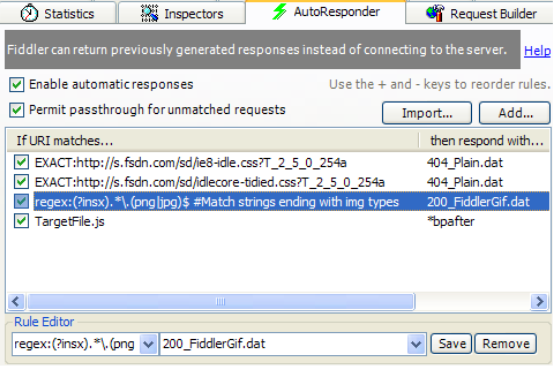 Statistics Inspectors AutoResponder Request Builder
Fiddler can return previously generated responses instead of connecting to the server. Help
Enable automatic responses Use the + and - keys to reorder rules.
Permit passthrough for unmatched requests Import... Add...
If URI matches... then respond with...
EXACT:http://s.fsdn.com/sd/ie8-idle.css?T_2_5_0_254a 404_Plain.dat
EXACT:http://s.fsdn.com/sd/idlecore-tidied.css?T_2_5_0_254a 404_Plain.dat
regex:(?insx).*\.(png|jpg)$ #Match strings ending with img types 200_FiddlerGif.dat
TargetFile.js *bpafter
Rule Editor
regex:(?insx).*\.(png 200_FiddlerGif.dat Save Remove